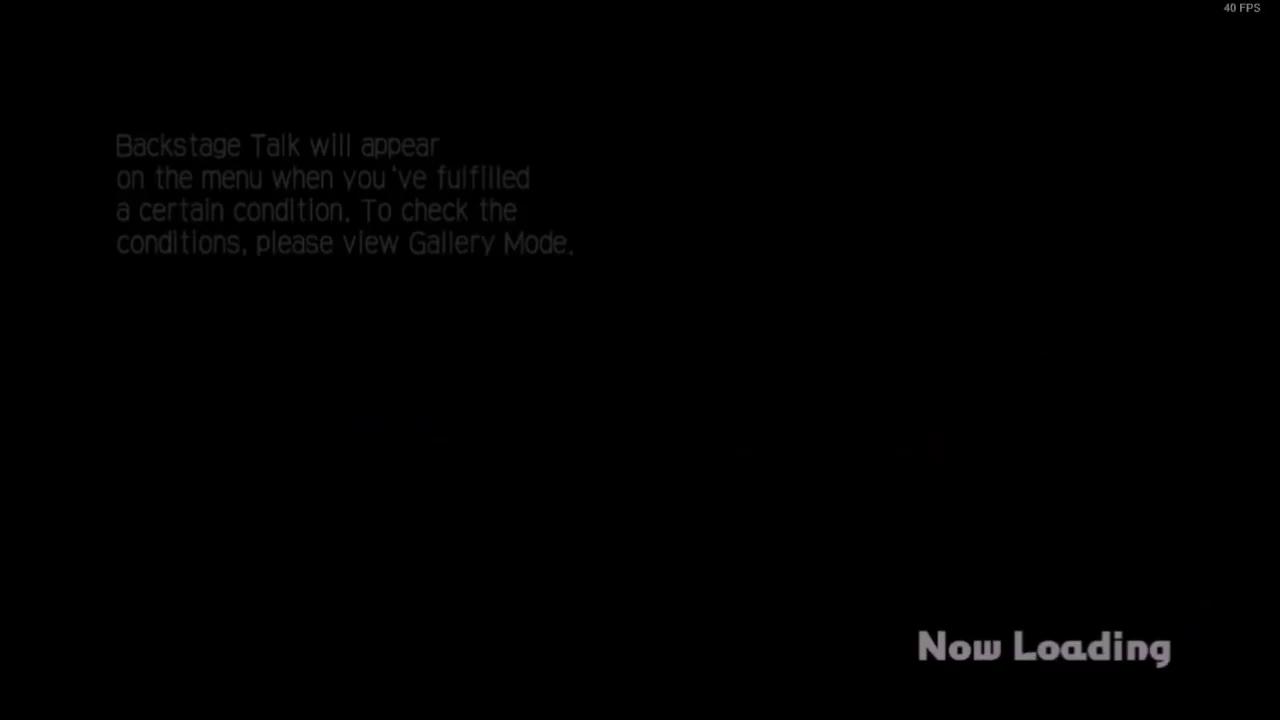 40 FPS
Backstage Talk will appear
on the menu when you've fulfilled
a certain condition. To check the
conditions, please view Gallery Mode.
Now Loading